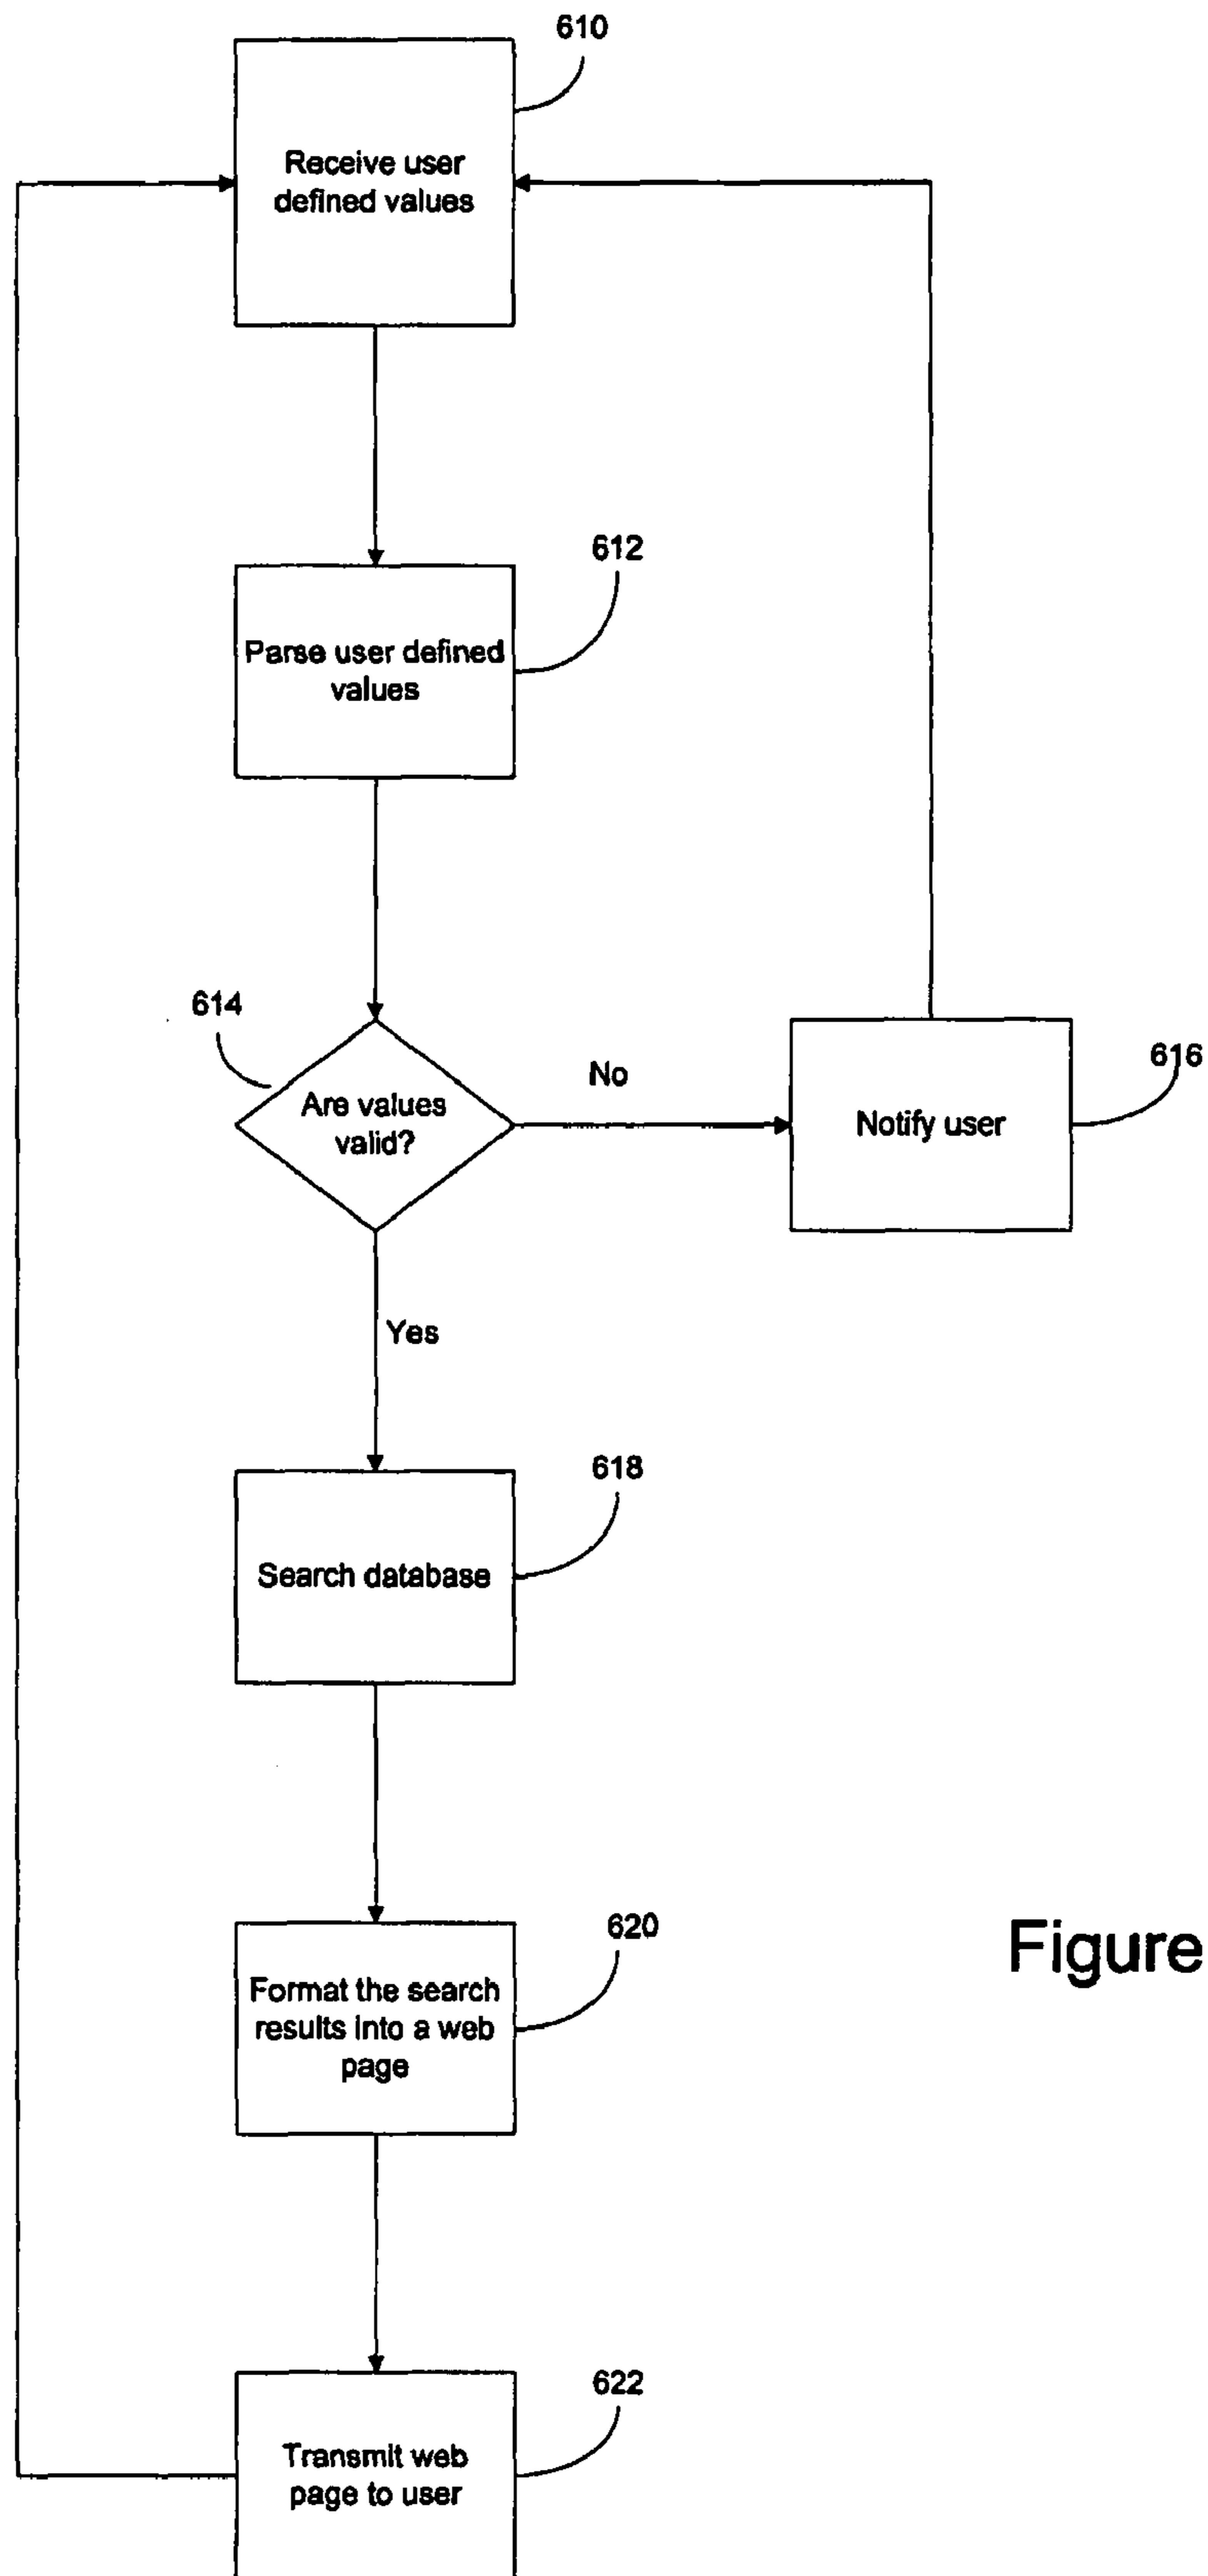 610
Receive user
defined values
612
Parse user defined
values
614
Are values
valid?
No
616
Notify user
Yes
618
Search database
620
Format the search
results into a web
page
Figure
622
Transmit web
page to user